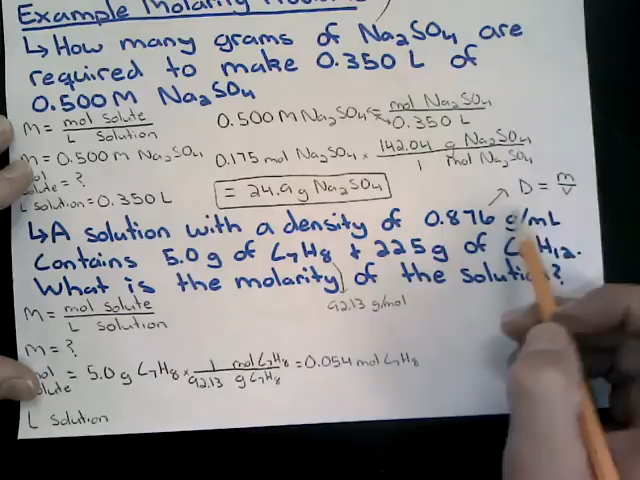 Example Molarity Problems
↳ How many grams of Na₂SO₄ are
required to make 0.350 L of
0.500 M Na₂SO₄
M = mol solute / L solution
0.500 M Na₂SO₄ = mol Na₂SO₄ / 0.350 L
M = 0.500 M Na₂SO₄
0.175 mol Na₂SO₄ × 142.04 g Na₂SO₄ / 1 mol Na₂SO₄
solute = ?
= 24.9 g Na₂SO₄
L solution = 0.350 L
D = m/V
↳ A solution with a density of 0.876 g/mL
contains 5.0 g of C₇H₈ + 225 g of H₁₂.
What is the molarity of the solution?
92.13 g/mol
M = mol solute / L solution
M = ?
mol solute = 5.0 g C₇H₈ × 1 mol C₇H₈ / 92.13 g C₇H₈ = 0.054 mol C₇H₈
L solution